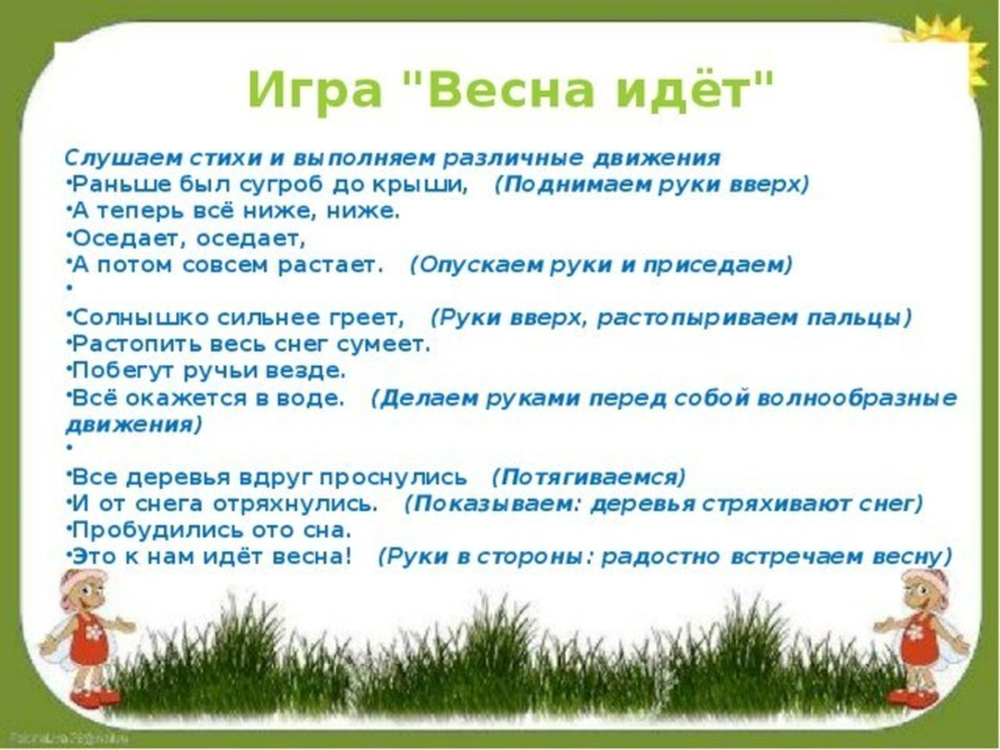 Игра "Весна идёт"
Слушаем стихи и выполняем различные движения
•Раньше был сугроб до крыши, (Поднимаем руки вверх)
•А теперь всё ниже, ниже.
•Оседает, оседает,
•А потом совсем растает. (Опускаем руки и приседаем)
•
•Солнышко сильнее греет, (Руки вверх, растопыриваем пальцы)
•Растопить весь снег сумеет.
•Побегут ручьи везде.
•Всё окажется в воде. (Делаем руками перед собой волнообразные
движения)
•
•Все деревья вдруг проснулись (Потягиваемся)
•И от снега отряхнулись. (Показываем: деревья стряхивают снег)
•Пробудились ото сна.
•Это к нам идёт весна! (Руки в стороны: радостно встречаем весну)